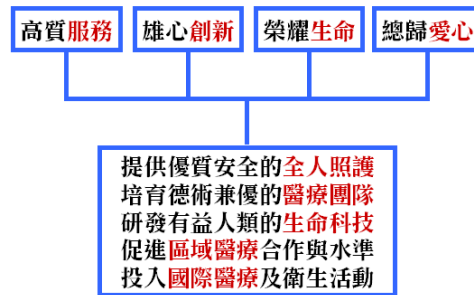 高質服務
雄心創新
榮耀生命
總歸愛心
提供優質安全的全人照護
培育德術兼優的醫療團隊
研發有益人類的生命科技
促進區域醫療合作與水準
投入國際醫療及衛生活動